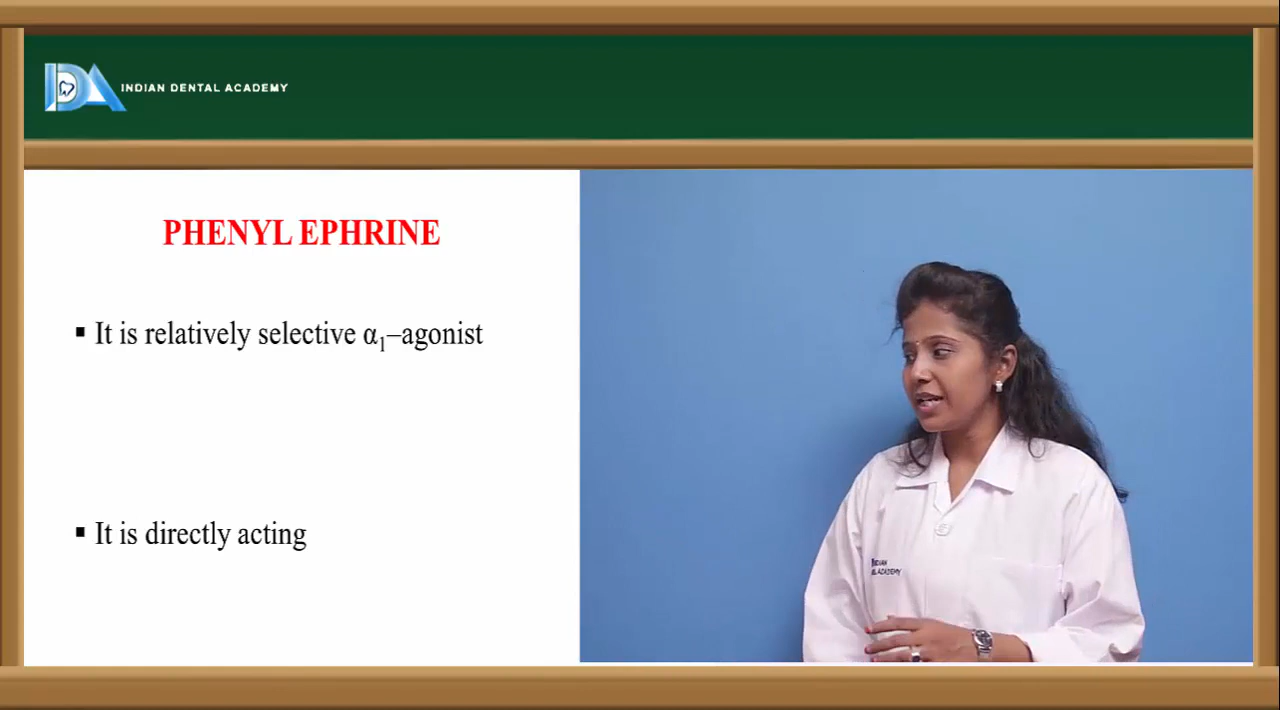 INDIAN DENTAL ACADEMY
PHENYL EPHRINE
▪ It is relatively selective α₁–agonist
▪ It is directly acting